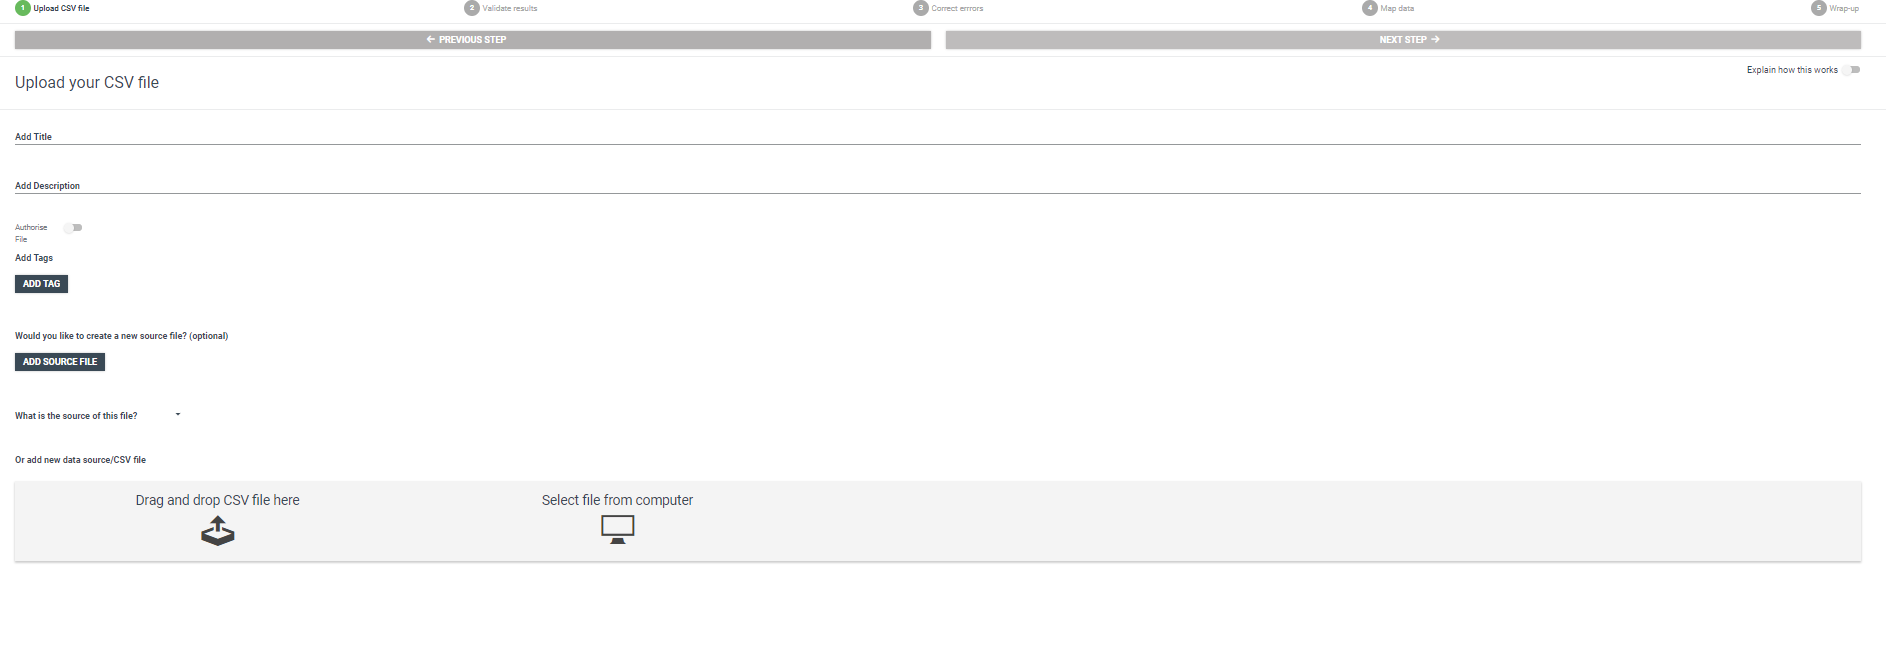 1 Upload CSV file
2 Validate results
3 Correct errrors
4 Map data
5 Wrap-up
PREVIOUS STEP
NEXT STEP
Upload your CSV file
Explain how this works
Add Title
Add Description
Authorise
File
Add Tags
ADD TAG
Would you like to create a new source file? (optional)
ADD SOURCE FILE
What is the source of this file?
Or add new data source/CSV file
Drag and drop CSV file here
Select file from computer